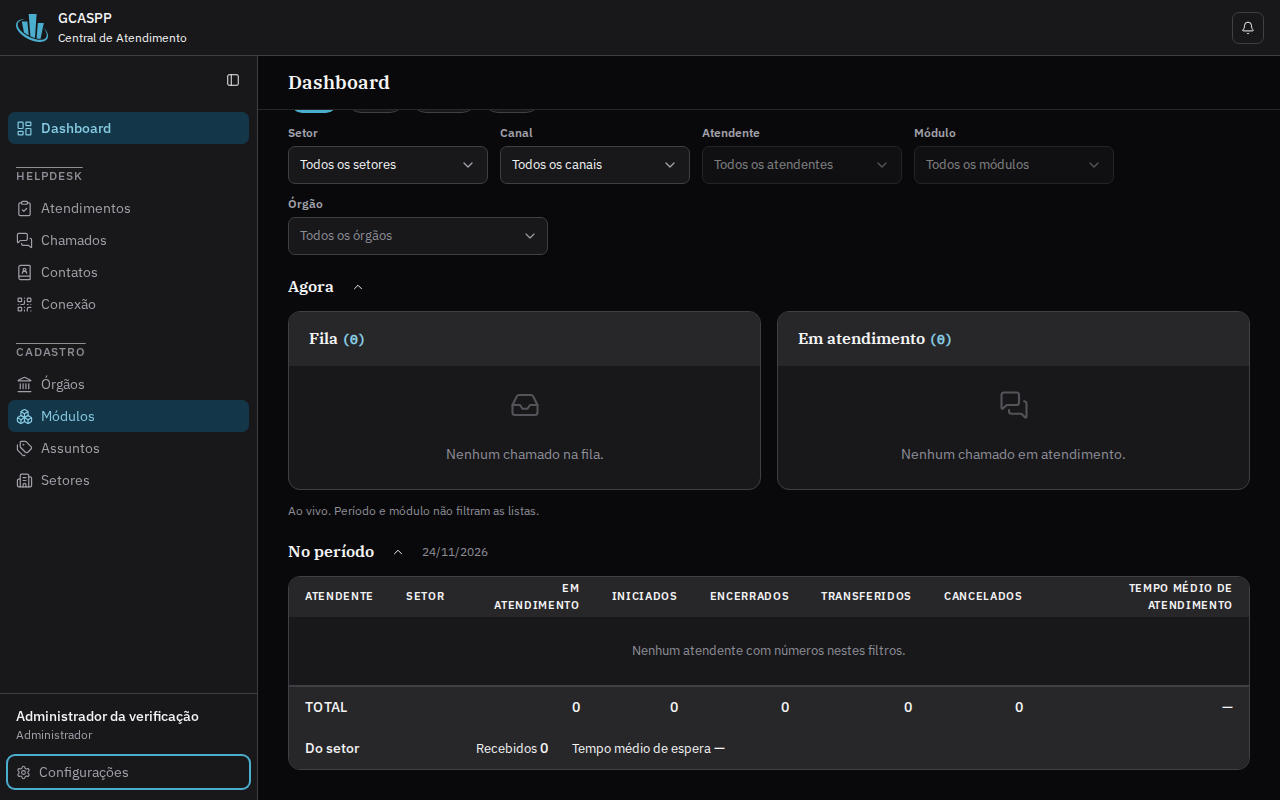 GCASPP
Central de Atendimento
Dashboard
Dashboard
HELPDESK
Atendimentos
Chamados
Contatos
Conexão
CADASTRO
Órgãos
Módulos
Assuntos
Setores
Administrador da verificação
Administrador
Configurações
Setor
Canal
Atendente
Módulo
Todos os setores
Todos os canais
Todos os atendentes
Todos os módulos
Órgão
Todos os órgãos
Agora
Fila (0)
Nenhum chamado na fila.
Em atendimento (0)
Nenhum chamado em atendimento.
Ao vivo. Período e módulo não filtram as listas.
No período 24/11/2026
ATENDENTE SETOR EM ATENDIMENTO INICIADOS ENCERRADOS TRANSFERIDOS CANCELADOS TEMPO MÉDIO DE ATENDIMENTO
Nenhum atendente com números nestes filtros.
TOTAL 0 0 0 0 0 —
Do setor Recebidos 0 Tempo médio de espera —